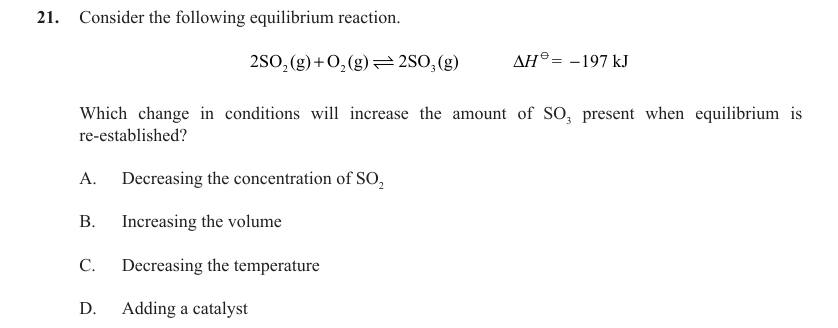 21. Consider the following equilibrium reaction.
2SO₂(g)+O₂(g)⇌2SO₃(g) ΔH⊖= −197 kJ
Which change in conditions will increase the amount of SO₃ present when equilibrium is
re-established?
A. Decreasing the concentration of SO₂
B. Increasing the volume
C. Decreasing the temperature
D. Adding a catalyst